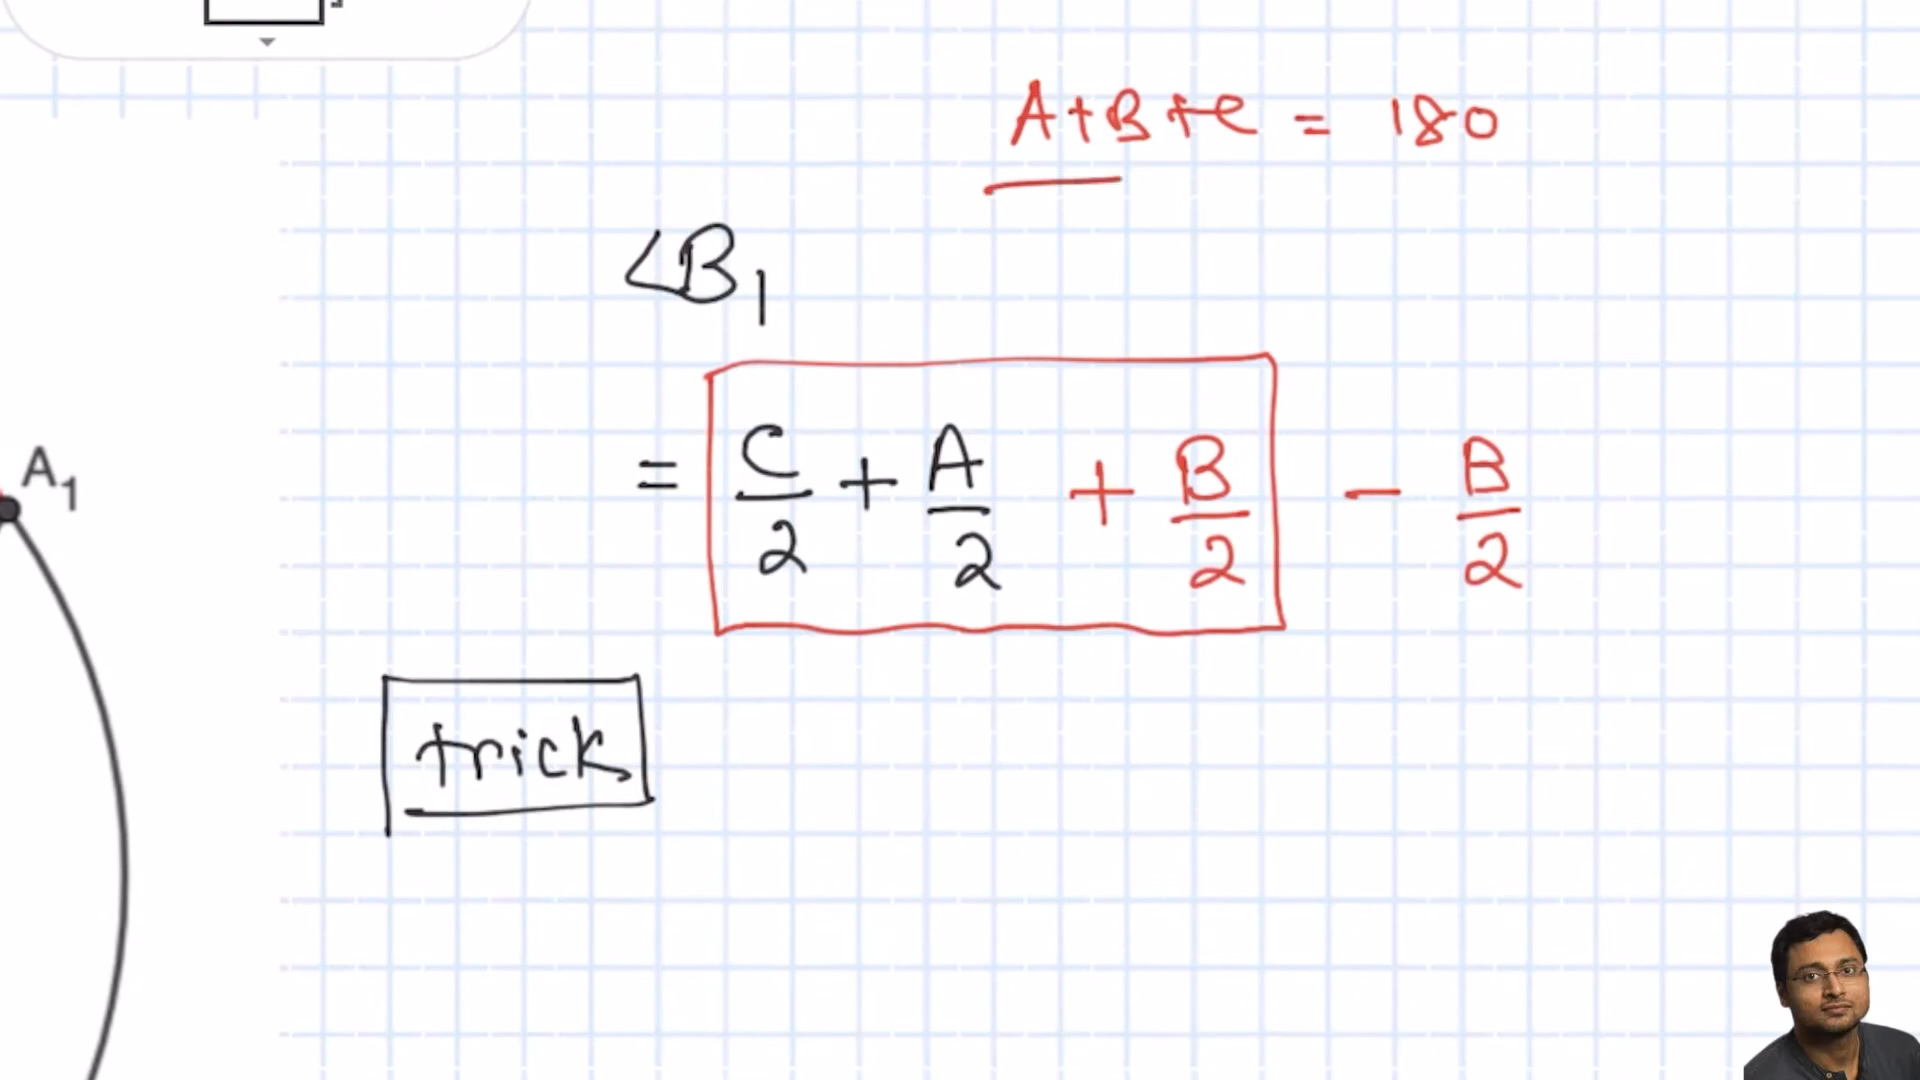 A+B+C = 180
∠B₁
= C/2 + A/2 + B/2 - B/2
A₁
trick